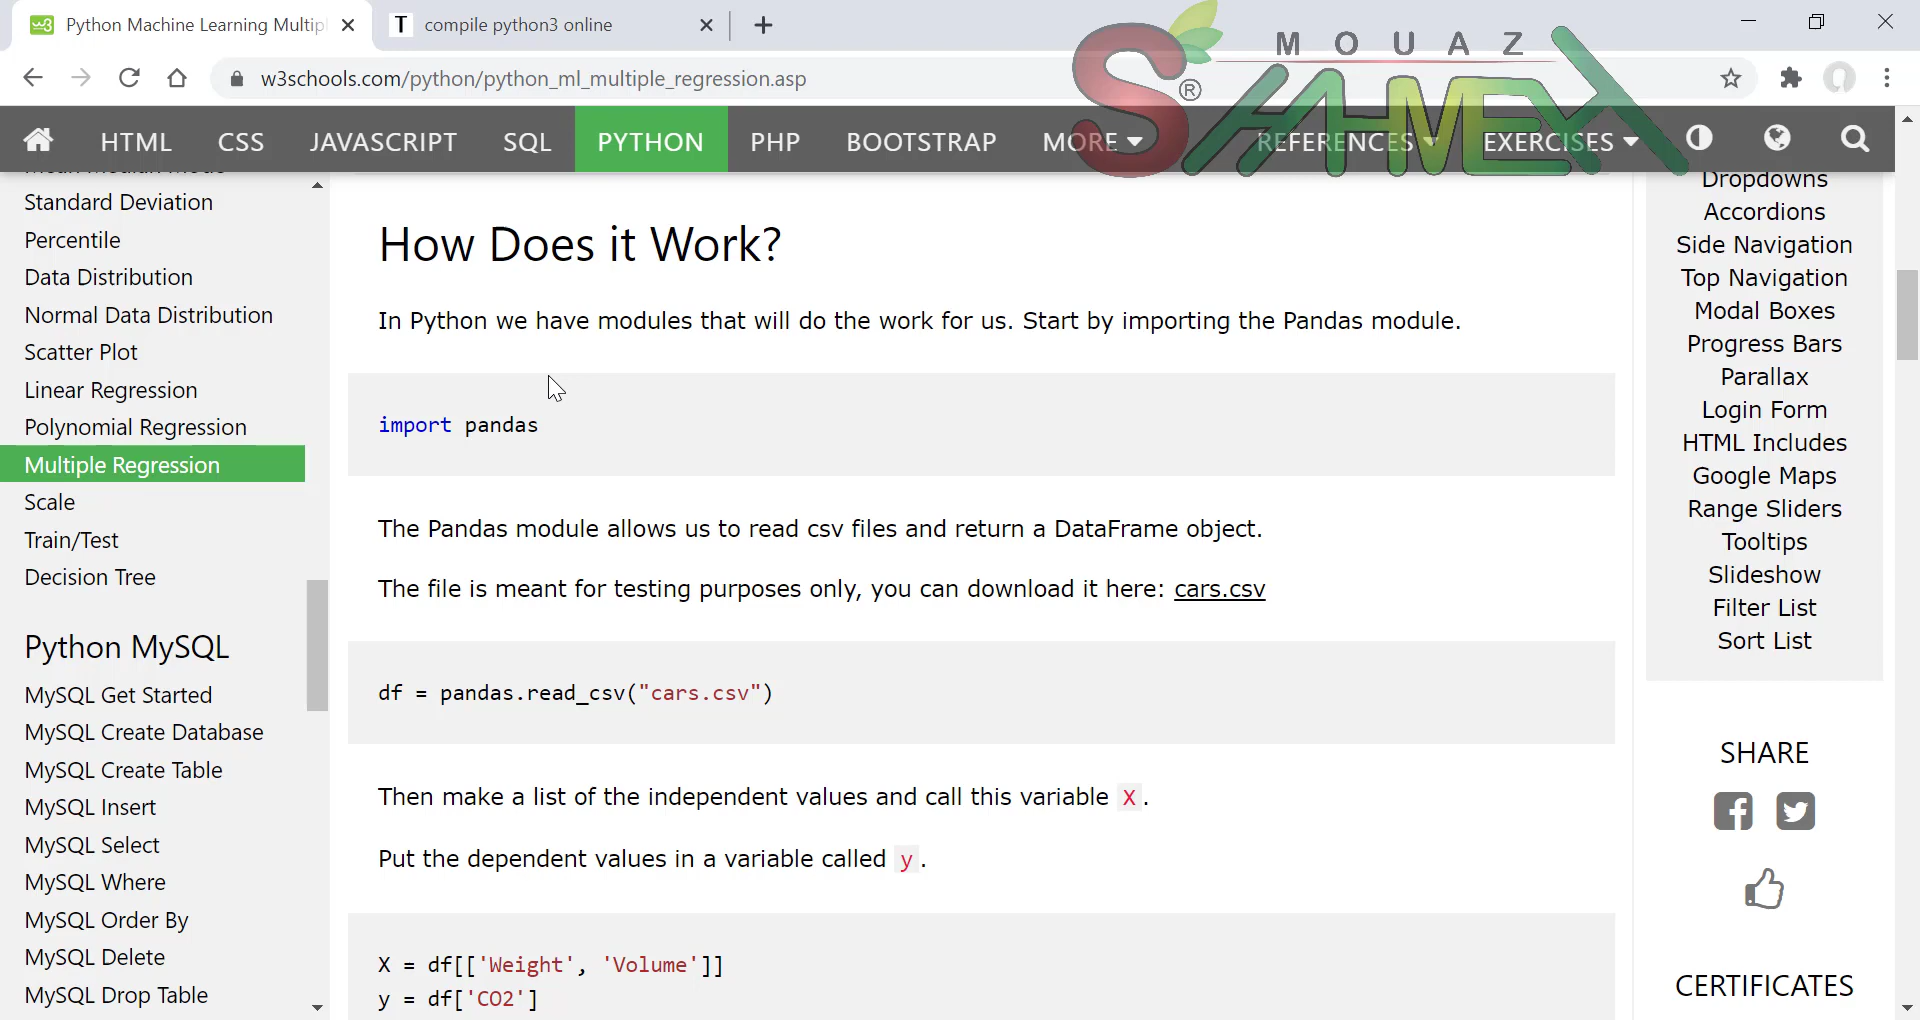 Python Machine Learning Multipl
compile python3 online
w3schools.com/python/python_ml_multiple_regression.asp
MOUAZ
SHAHMEX
®
HTML CSS JAVASCRIPT SQL PYTHON PHP BOOTSTRAP MORE REFERENCES EXERCISES
Mean Median Mode
Standard Deviation
Percentile
Data Distribution
Normal Data Distribution
Scatter Plot
Linear Regression
Polynomial Regression
Multiple Regression
Scale
Train/Test
Decision Tree
Python MySQL
MySQL Get Started
MySQL Create Database
MySQL Create Table
MySQL Insert
MySQL Select
MySQL Where
MySQL Order By
MySQL Delete
MySQL Drop Table
How Does it Work?
In Python we have modules that will do the work for us. Start by importing the Pandas module.
import pandas
The Pandas module allows us to read csv files and return a DataFrame object.
The file is meant for testing purposes only, you can download it here: cars.csv
df = pandas.read_csv("cars.csv")
Then make a list of the independent values and call this variable X.
Put the dependent values in a variable called y.
X = df[['Weight', 'Volume']]
y = df['CO2']
Dropdowns
Accordions
Side Navigation
Top Navigation
Modal Boxes
Progress Bars
Parallax
Login Form
HTML Includes
Google Maps
Range Sliders
Tooltips
Slideshow
Filter List
Sort List
SHARE
CERTIFICATES